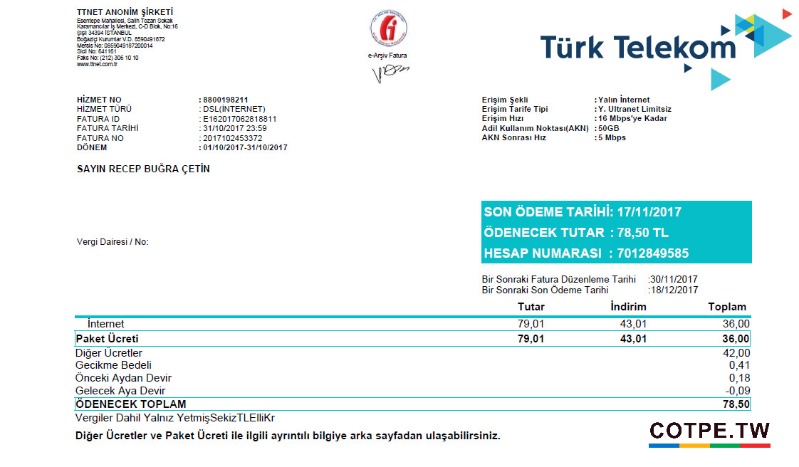 TTNET ANONİM ŞİRKETİ
Esentepe Mahallesi, Salih Tozan Sokak
Karamancılar İş Merkezi, C-D Blok, No:16
Şişli 34394 İSTANBUL
Boğaziçi Kurumlar V.D. 8590491672
Mersis No: 0859049167200014
Sicil No: 541161
Faks No: (212) 306 10 10
www.ttnet.com.tr
e-Arşiv Fatura
Türk Telekom
HİZMET NO : 8800198211
HİZMET TÜRÜ : DSL(İNTERNET)
FATURA ID : E162017062818811
FATURA TARİHİ : 31/10/2017 23:59
FATURA NO : 2017102453372
DÖNEM : 01/10/2017-31/10/2017
Erişim Şekli : Yalın İnternet
Erişim Tarife Tipi : Y. Ultranet Limitsiz
Erişim Hızı : 16 Mbps'ye Kadar
Adil Kullanım Noktası(AKN) : 50GB
AKN Sonrası Hız : 5 Mbps
SAYIN RECEP BUĞRA ÇETİN
SON ÖDEME TARİHİ: 17/11/2017
ÖDENECEK TUTAR : 78,50 TL
HESAP NUMARASI : 7012849585
Vergi Dairesi / No:
Bir Sonraki Fatura Düzenleme Tarihi :30/11/2017
Bir Sonraki Son Ödeme Tarihi :18/12/2017
Tutar İndirim Toplam
İnternet 79,01 43,01 36,00
Paket Ücreti 79,01 43,01 36,00
Diğer Ücretler 42,00
Gecikme Bedeli 0,41
Önceki Aydan Devir 0,18
Gelecek Aya Devir -0,09
ÖDENECEK TOPLAM 78,50
Vergiler Dahil Yalnız YetmişSekizTLElliKr
Diğer Ücretler ve Paket Ücreti ile ilgili ayrıntılı bilgiye arka sayfadan ulaşabilirsiniz.
COTPE.TW